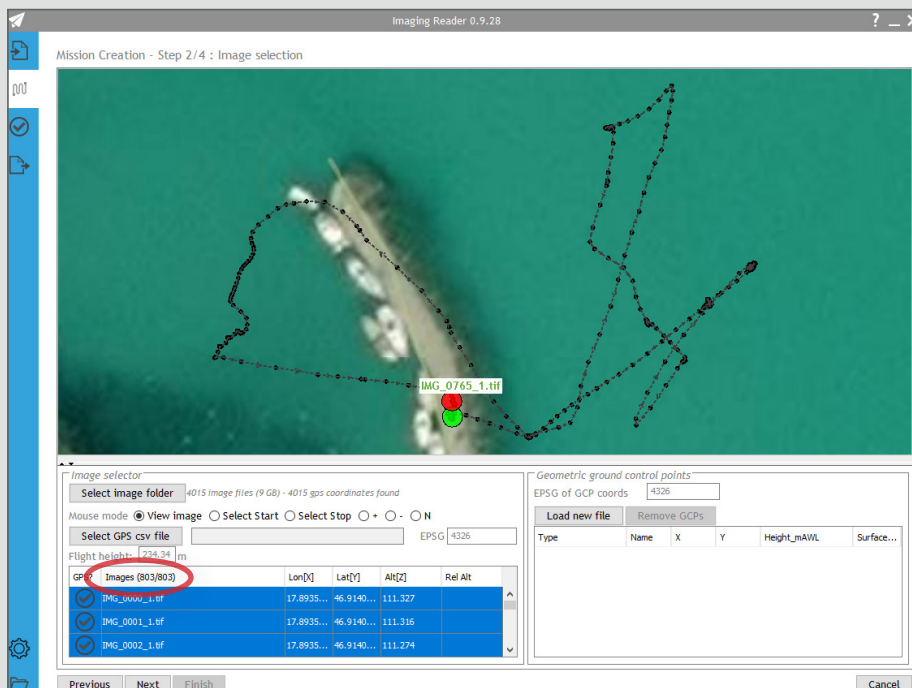 Imaging Reader 0.9.28
Mission Creation - Step 2/4 : Image selection
IMG_0765_1.tif
Image selector
Select image folder 4015 image files (9 GB) - 4015 gps coordinates found
Mouse mode View image Select Start Select Stop + - N
Select GPS csv file EPSG 4326
Flight height: 234.34 m
GPS? Images (803/803) Lon[X] Lat[Y] Alt[Z] Rel Alt
IMG_0000_1.tif 17.8935... 46.9140... 111.327
IMG_0001_1.tif 17.8935... 46.9140... 111.316
IMG_0002_1.tif 17.8935... 46.9140... 111.274
Geometric ground control points
EPSG of GCP coords 4326
Load new file Remove GCPs
Type Name X Y Height_mAWL Surface...
Previous Next Finish Cancel